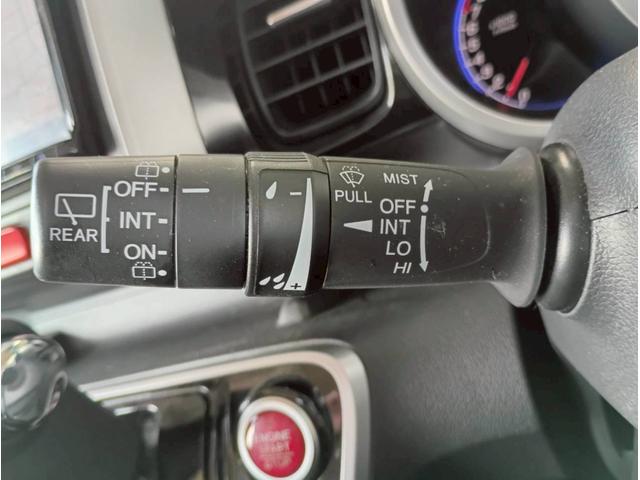 OFF
INT
ON
REAR
− 
+
PULL
MIST
OFF
INT
LO
HI
ENGINE
START
STOP